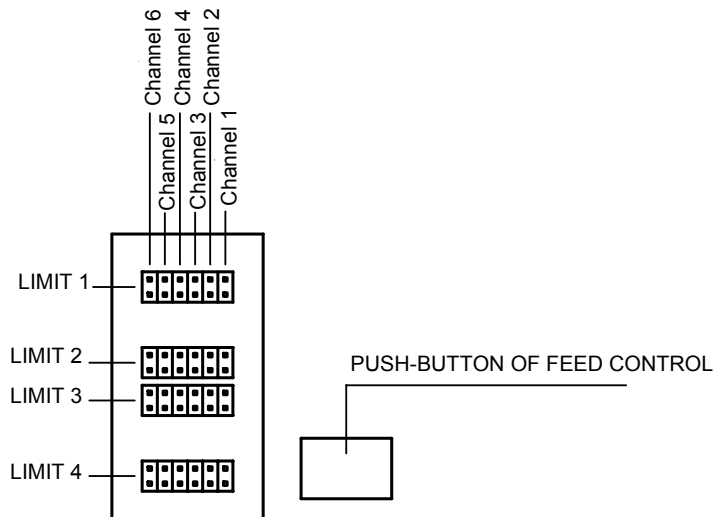 Channel 6
Channel 5
Channel 4
Channel 3
Channel 2
Channel 1
LIMIT 1
LIMIT 2
LIMIT 3
LIMIT 4
PUSH-BUTTON OF FEED CONTROL